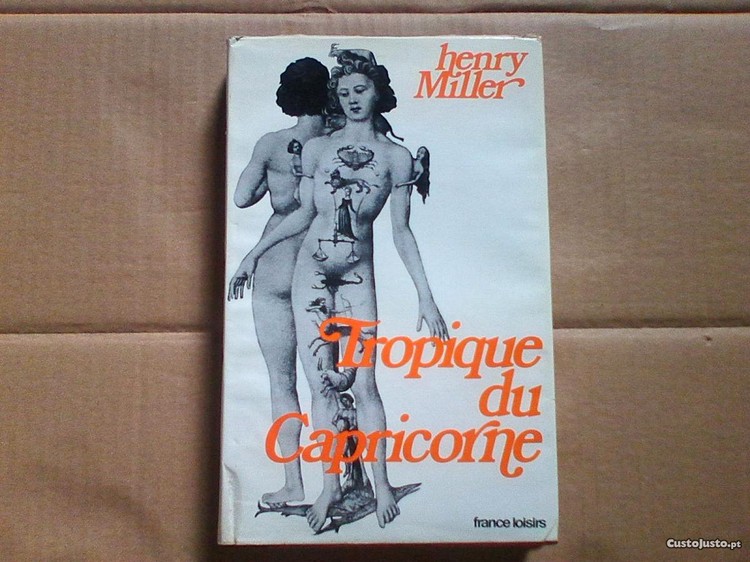 henry
Miller
Tropique
du
Capricorne
france loisirs
CustoJusto.pt